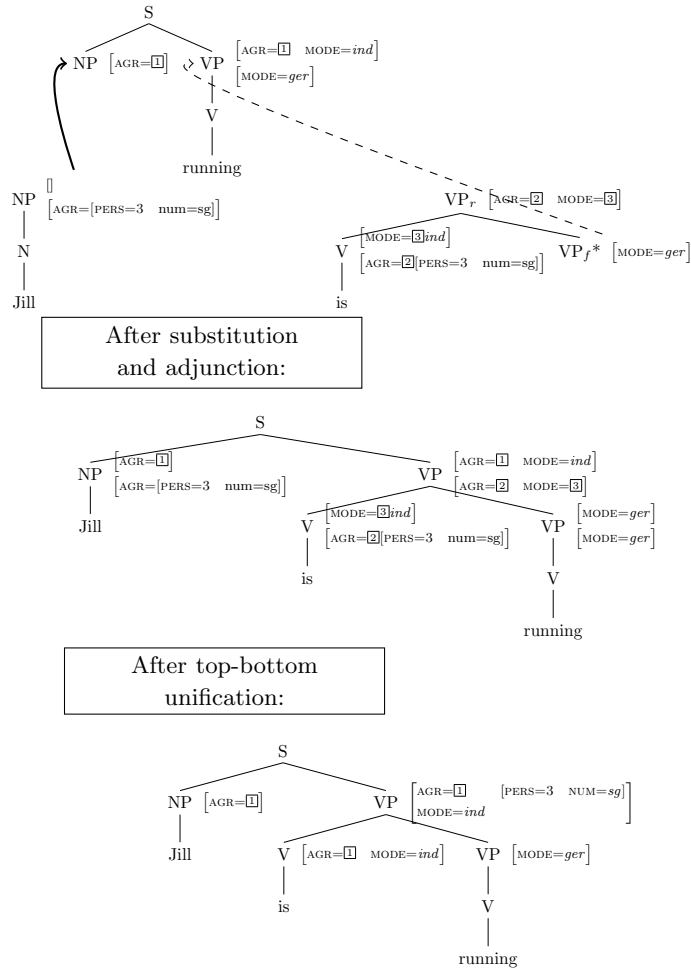 S
NP [AGR=1] VP [AGR=1 MODE=ind]
[MODE=ger]
V
running
NP []
[AGR=[PERS=3 num=sg]]
VPr [AGR=2 MODE=3]
N
V [MODE=3ind]
[AGR=2[PERS=3 num=sg]]
VPf* [MODE=ger]
Jill is
After substitution
and adjunction:
S
NP [AGR=1]
[AGR=[PERS=3 num=sg]]
VP [AGR=1 MODE=ind]
[AGR=2 MODE=3]
Jill
V [MODE=3ind]
[AGR=2[PERS=3 num=sg]]
VP [MODE=ger]
[MODE=ger]
is V
running
After top-bottom
unification:
S
NP [AGR=1] VP [AGR=1 [PERS=3 NUM=sg]
MODE=ind]
Jill V [AGR=1 MODE=ind] VP [MODE=ger]
is V
running